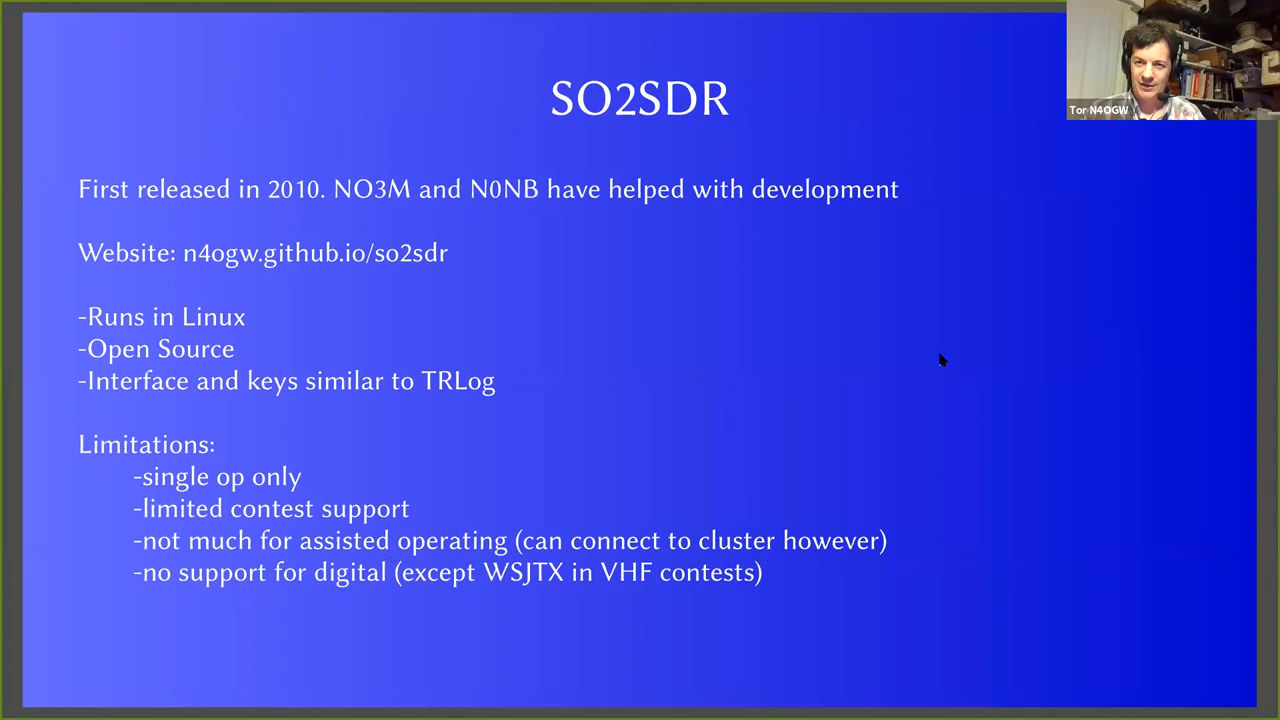 SO2SDR
Tor N4OGW
First released in 2010. NO3M and N0NB have helped with development
Website: n4ogw.github.io/so2sdr
-Runs in Linux
-Open Source
-Interface and keys similar to TRLog
Limitations:
-single op only
-limited contest support
-not much for assisted operating (can connect to cluster however)
-no support for digital (except WSJTX in VHF contests)